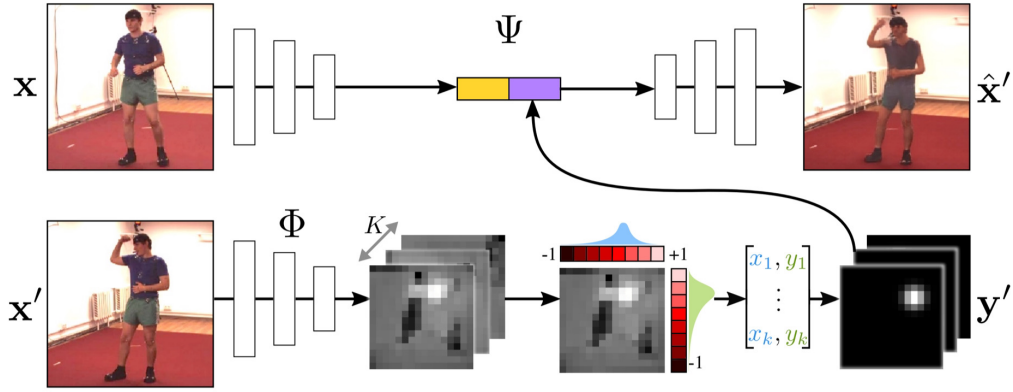 Ψ
x
x̂′
Φ
K
-1 +1
x₁, y₁
⋮
xₖ, yₖ
x′
y′
-1